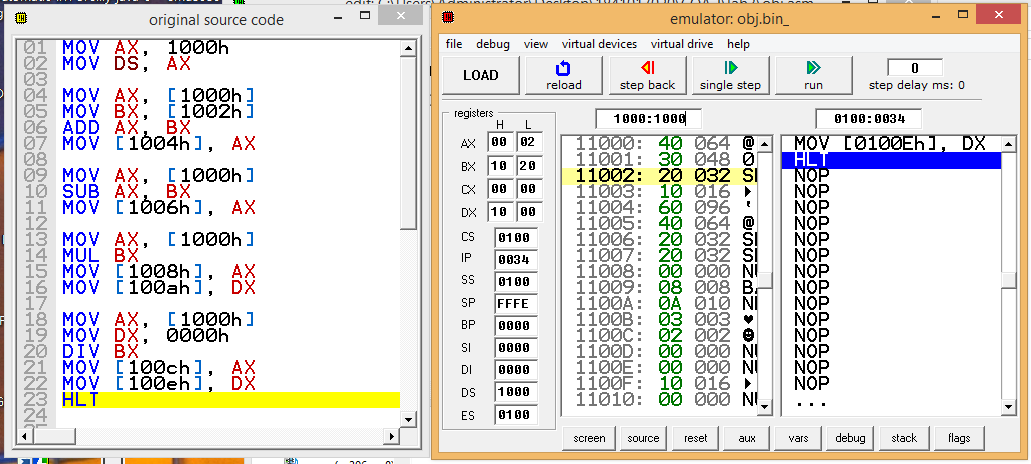 original source code
01 MOV AX, 1000h
02 MOV DS, AX
03
04 MOV AX, [1000h]
05 MOV BX, [1002h]
06 ADD AX, BX
07 MOV [1004h], AX
08
09 MOV AX, [1000h]
10 SUB AX, BX
11 MOV [1006h], AX
12
13 MOV AX, [1000h]
14 MUL BX
15 MOV [1008h], AX
16 MOV [100ah], DX
17
18 MOV AX, [1000h]
19 MOV DX, 0000h
20 DIV BX
21 MOV [100ch], AX
22 MOV [100eh], DX
23 HLT
24
emulator: obj.bin_
file debug view virtual devices virtual drive help
LOAD reload step back single step run 0
step delay ms: 0
registers
H L
AX 00 02
BX 10 20
CX 00 00
DX 10 00
CS 0100
IP 0034
SS 0100
SP FFFE
BP 0000
SI 0000
DI 0000
DS 1000
ES 0100
1000:1000
11000: 40 064 @
11001: 30 048 0
11002: 20 032
11003: 10 016
11004: 60 096 '
11005: 40 064 @
11006: 20 032
11007: 20 032
11008: 00 000
11009: 08 008
1100A: 0A 010
1100B: 03 003 ♥
1100C: 02 002 ☻
1100D: 00 000
1100E: 00 000
1100F: 10 016
11010: 00 000
0100:0034
MOV [0100Eh], DX
HLT
NOP
NOP
NOP
NOP
NOP
NOP
NOP
NOP
NOP
NOP
NOP
NOP
NOP
NOP
...
screen source reset aux vars debug stack flags